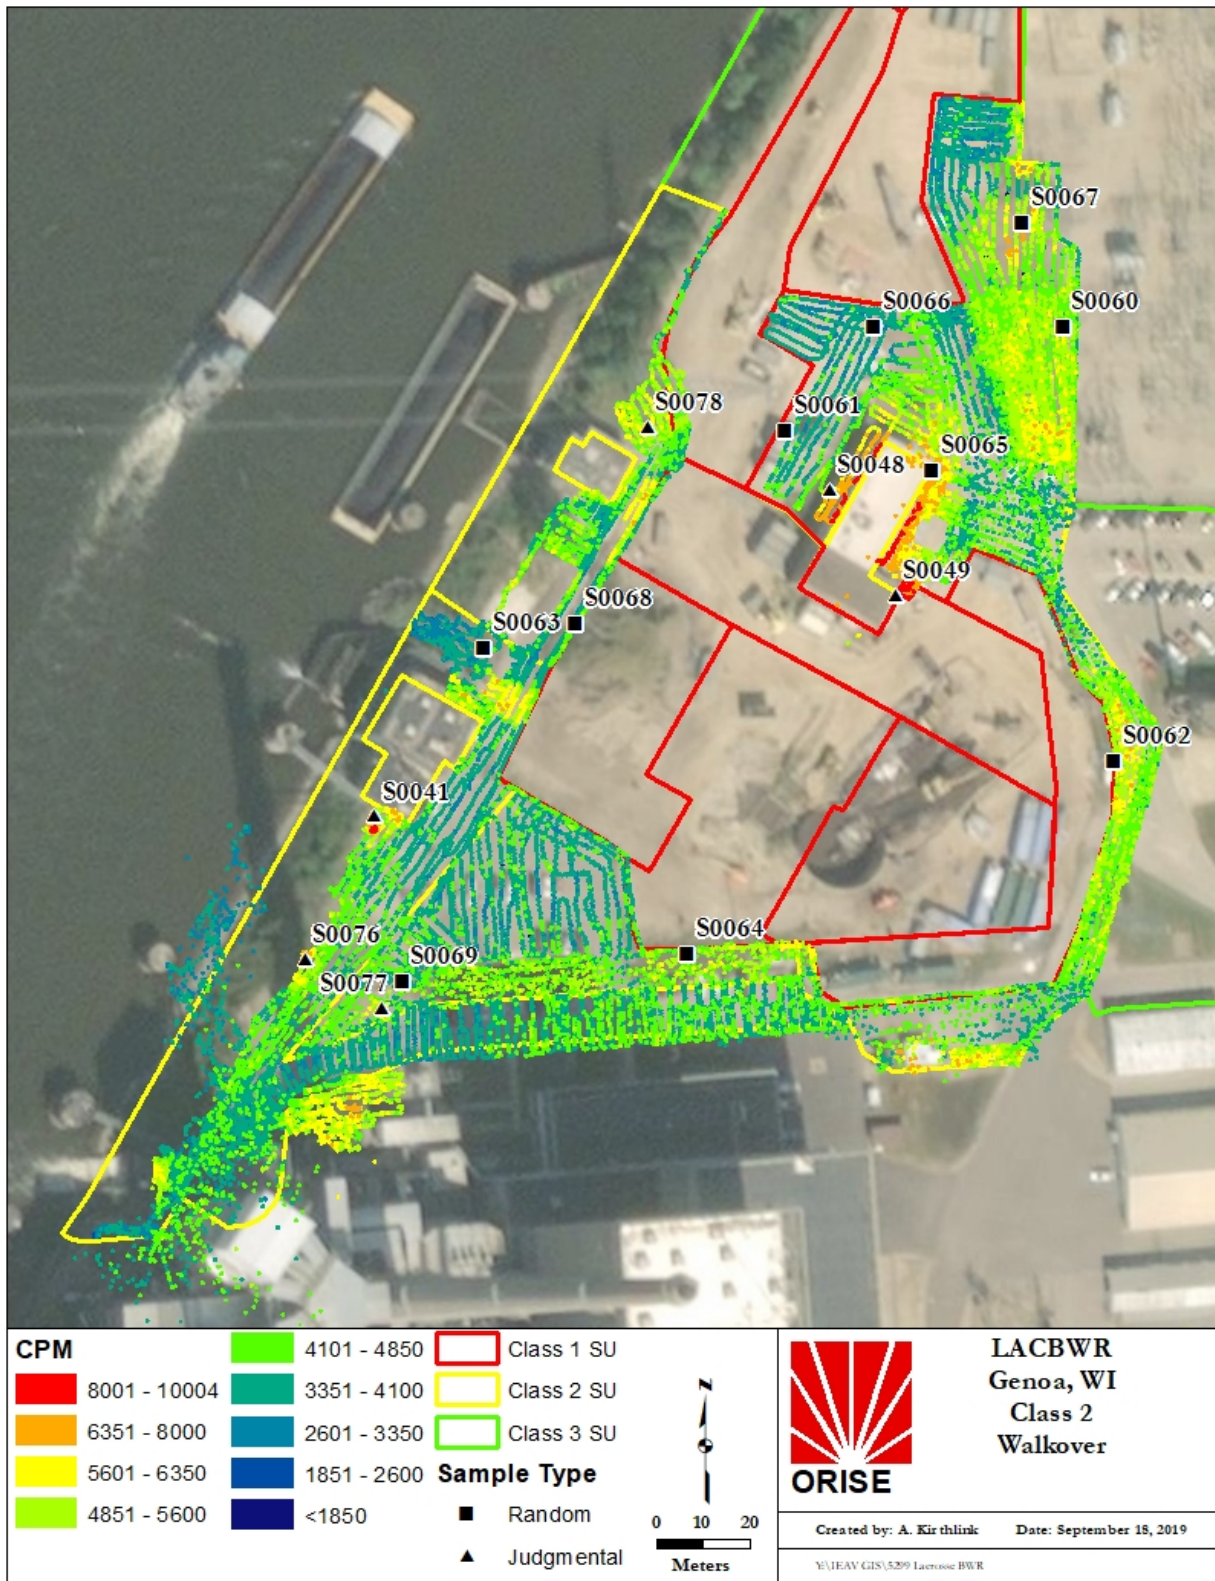 S0067
S0066
S0060
S0078
S0061
S0065
S0048
S0049
S0068
S0063
S0062
S0041
S0064
S0076
S0069
S0077
CPM
8001 - 10004
6351 - 8000
5601 - 6350
4851 - 5600
4101 - 4850
3351 - 4100
2601 - 3350
1851 - 2600
<1850
Class 1 SU
Class 2 SU
Class 3 SU
Sample Type
Random
Judgmental
N
0 10 20
Meters
ORISE
LACBWR
Genoa, WI
Class 2
Walkover
Created by: A. Kirthlink Date: September 18, 2019